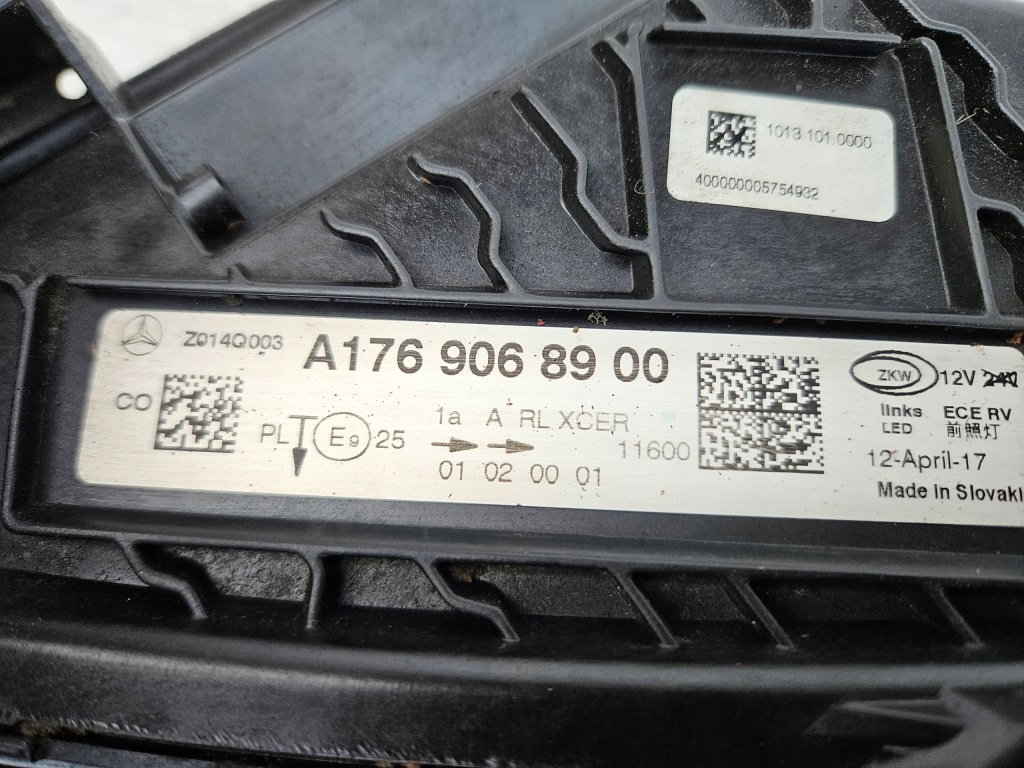 1013.101.0000
400000005754932
Z014Q003
A176 906 89 00
CO
PL E9 25
1a A RL XCER
01 02 00 01
11600
ZKW 12V
links ECE RV
LED 前照灯
12-April-17
Made in Slovaki